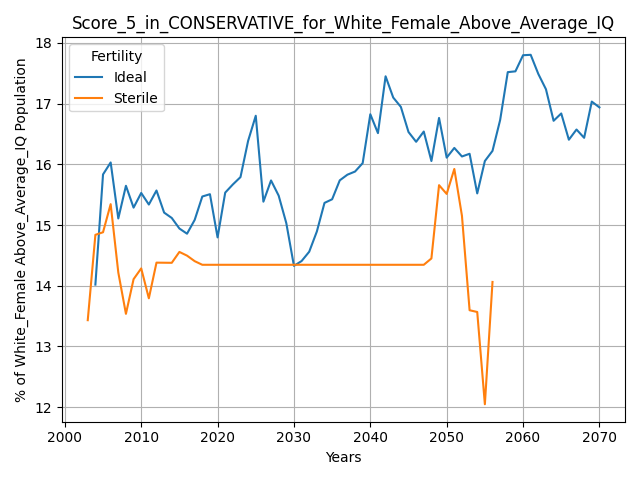 Score_5_in_CONSERVATIVE_for_White_Female_Above_Average_IQ
Fertility
Ideal
Sterile
% of White_Female Above_Average_IQ Population
18
17
16
15
14
13
12
2000
2010
2020
2030
2040
2050
2060
2070
Years